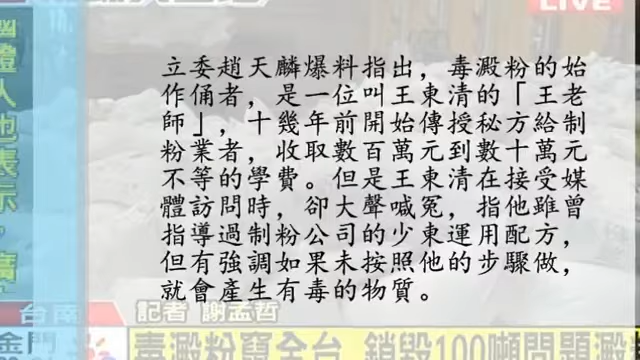 LIVE
立委趙天麟爆料指出，毒澱粉的始
作俑者，是一位叫王東清的「王老
師」，十幾年前開始傳授秘方給制
粉業者，收取數百萬元到數十萬元
不等的學費。但是王東清在接受媒
體訪問時，卻大聲喊冤，指他雖曾
指導過制粉公司的少東運用配方，
但有強調如果未按照他的步驟做，
就會產生有毒的物質。
證人也表示，廣
台南
記者 謝孟哲
金門
毒澱粉竄全台 銷毀100噸問題澱